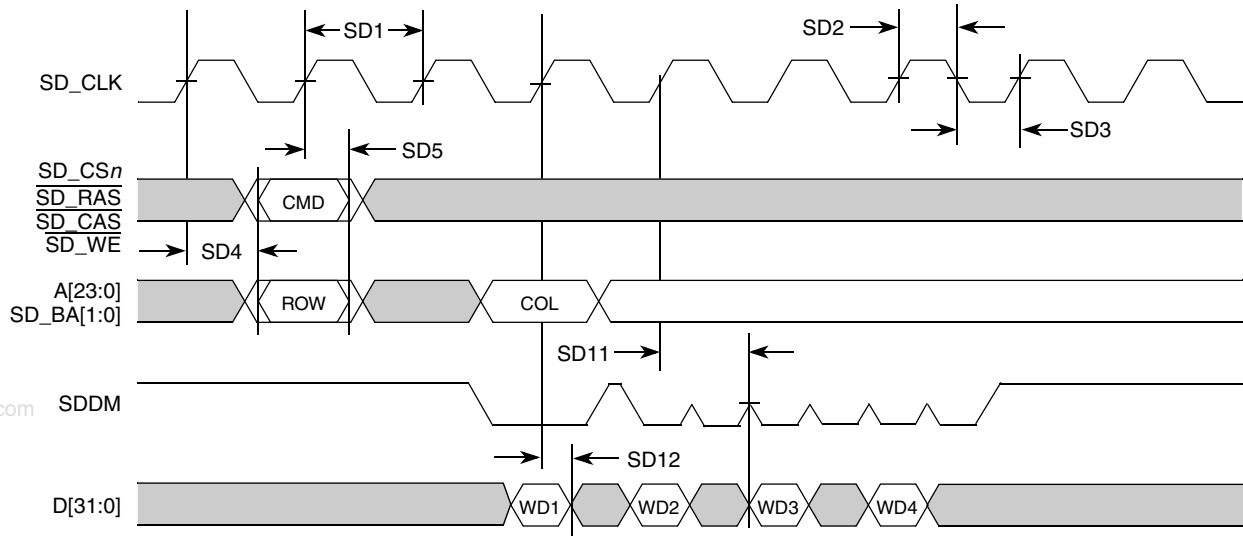 SD1
SD2
SD_CLK
SD3
SD5
SD_CSn
SD_RAS
SD_CAS
SD_WE
CMD
SD4
A[23:0]
SD_BA[1:0]
ROW
COL
SD11
SDDM
com
SD12
D[31:0]
WD1
WD2
WD3
WD4